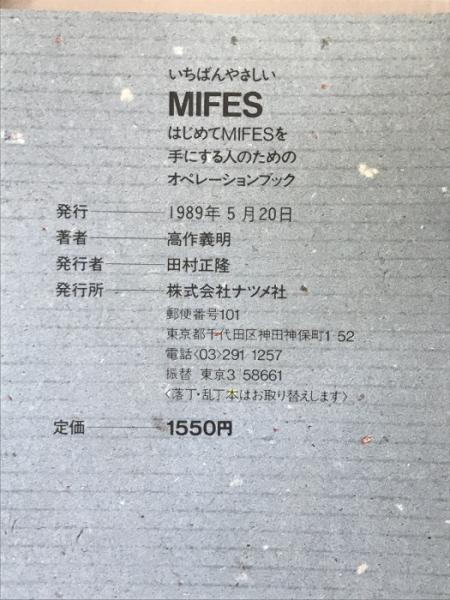 いちばんやさしい
MIFES
はじめてMIFESを
手にする人のための
オペレーションブック
発行 1989年5月20日
著者 高作義明
発行者 田村正隆
発行所 株式会社ナツメ社
郵便番号101
東京都千代田区神田神保町1 52
電話〈03〉291 1257
振替 東京3 58661
〈落丁・乱丁本はお取り替えします〉
定価 1550円